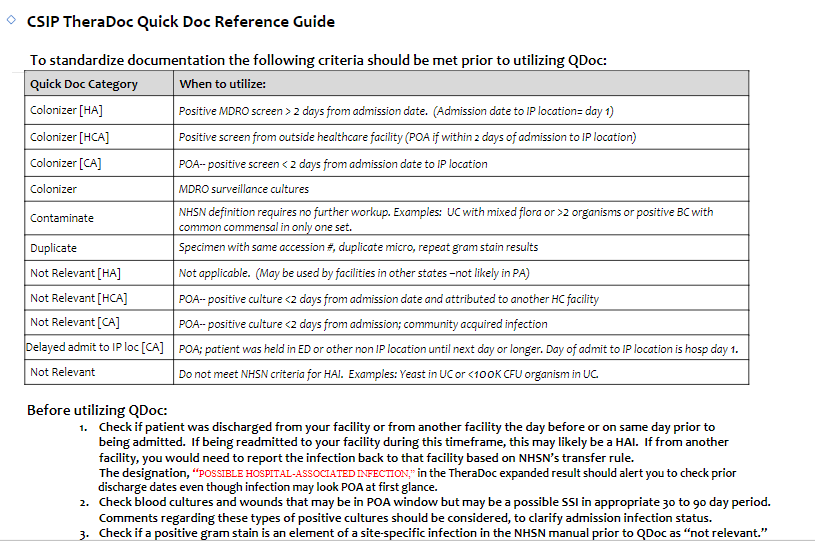 CSIP TheraDoc Quick Doc Reference Guide
To standardize documentation the following criteria should be met prior to utilizing QDoc:
Quick Doc Category When to utilize:
Colonizer [HA] Positive MDRO screen > 2 days from admission date. (Admission date to IP location= day 1)
Colonizer [HCA] Positive screen from outside healthcare facility (POA if within 2 days of admission to IP location)
Colonizer [CA] POA-- positive screen < 2 days from admission date to IP location
Colonizer MDRO surveillance cultures
Contaminate NHSN definition requires no further workup. Examples: UC with mixed flora or >2 organisms or positive BC with
common commensal in only one set.
Duplicate Specimen with same accession #, duplicate micro, repeat gram stain results
Not Relevant [HA] Not applicable. (May be used by facilities in other states –not likely in PA)
Not Relevant [HCA] POA-- positive culture <2 days from admission date and attributed to another HC facility
Not Relevant [CA] POA-- positive culture <2 days from admission; community acquired infection
Delayed admit to IP loc [CA] POA; patient was held in ED or other non IP location until next day or longer. Day of admit to IP location is hosp day 1.
Not Relevant Do not meet NHSN criteria for HAI. Examples: Yeast in UC or <100K CFU organism in UC.
Before utilizing QDoc:
1. Check if patient was discharged from your facility or from another facility the day before or on same day prior to
being admitted. If being readmitted to your facility during this timeframe, this may likely be a HAI. If from another
facility, you would need to report the infection back to that facility based on NHSN's transfer rule.
The designation, "POSSIBLE HOSPITAL-ASSOCIATED INFECTION," in the TheraDoc expanded result should alert you to check prior
discharge dates even though infection may look POA at first glance.
2. Check blood cultures and wounds that may be in POA window but may be a possible SSI in appropriate 30 to 90 day period.
Comments regarding these types of positive cultures should be considered, to clarify admission infection status.
3. Check if a positive gram stain is an element of a site-specific infection in the NHSN manual prior to QDoc as "not relevant."